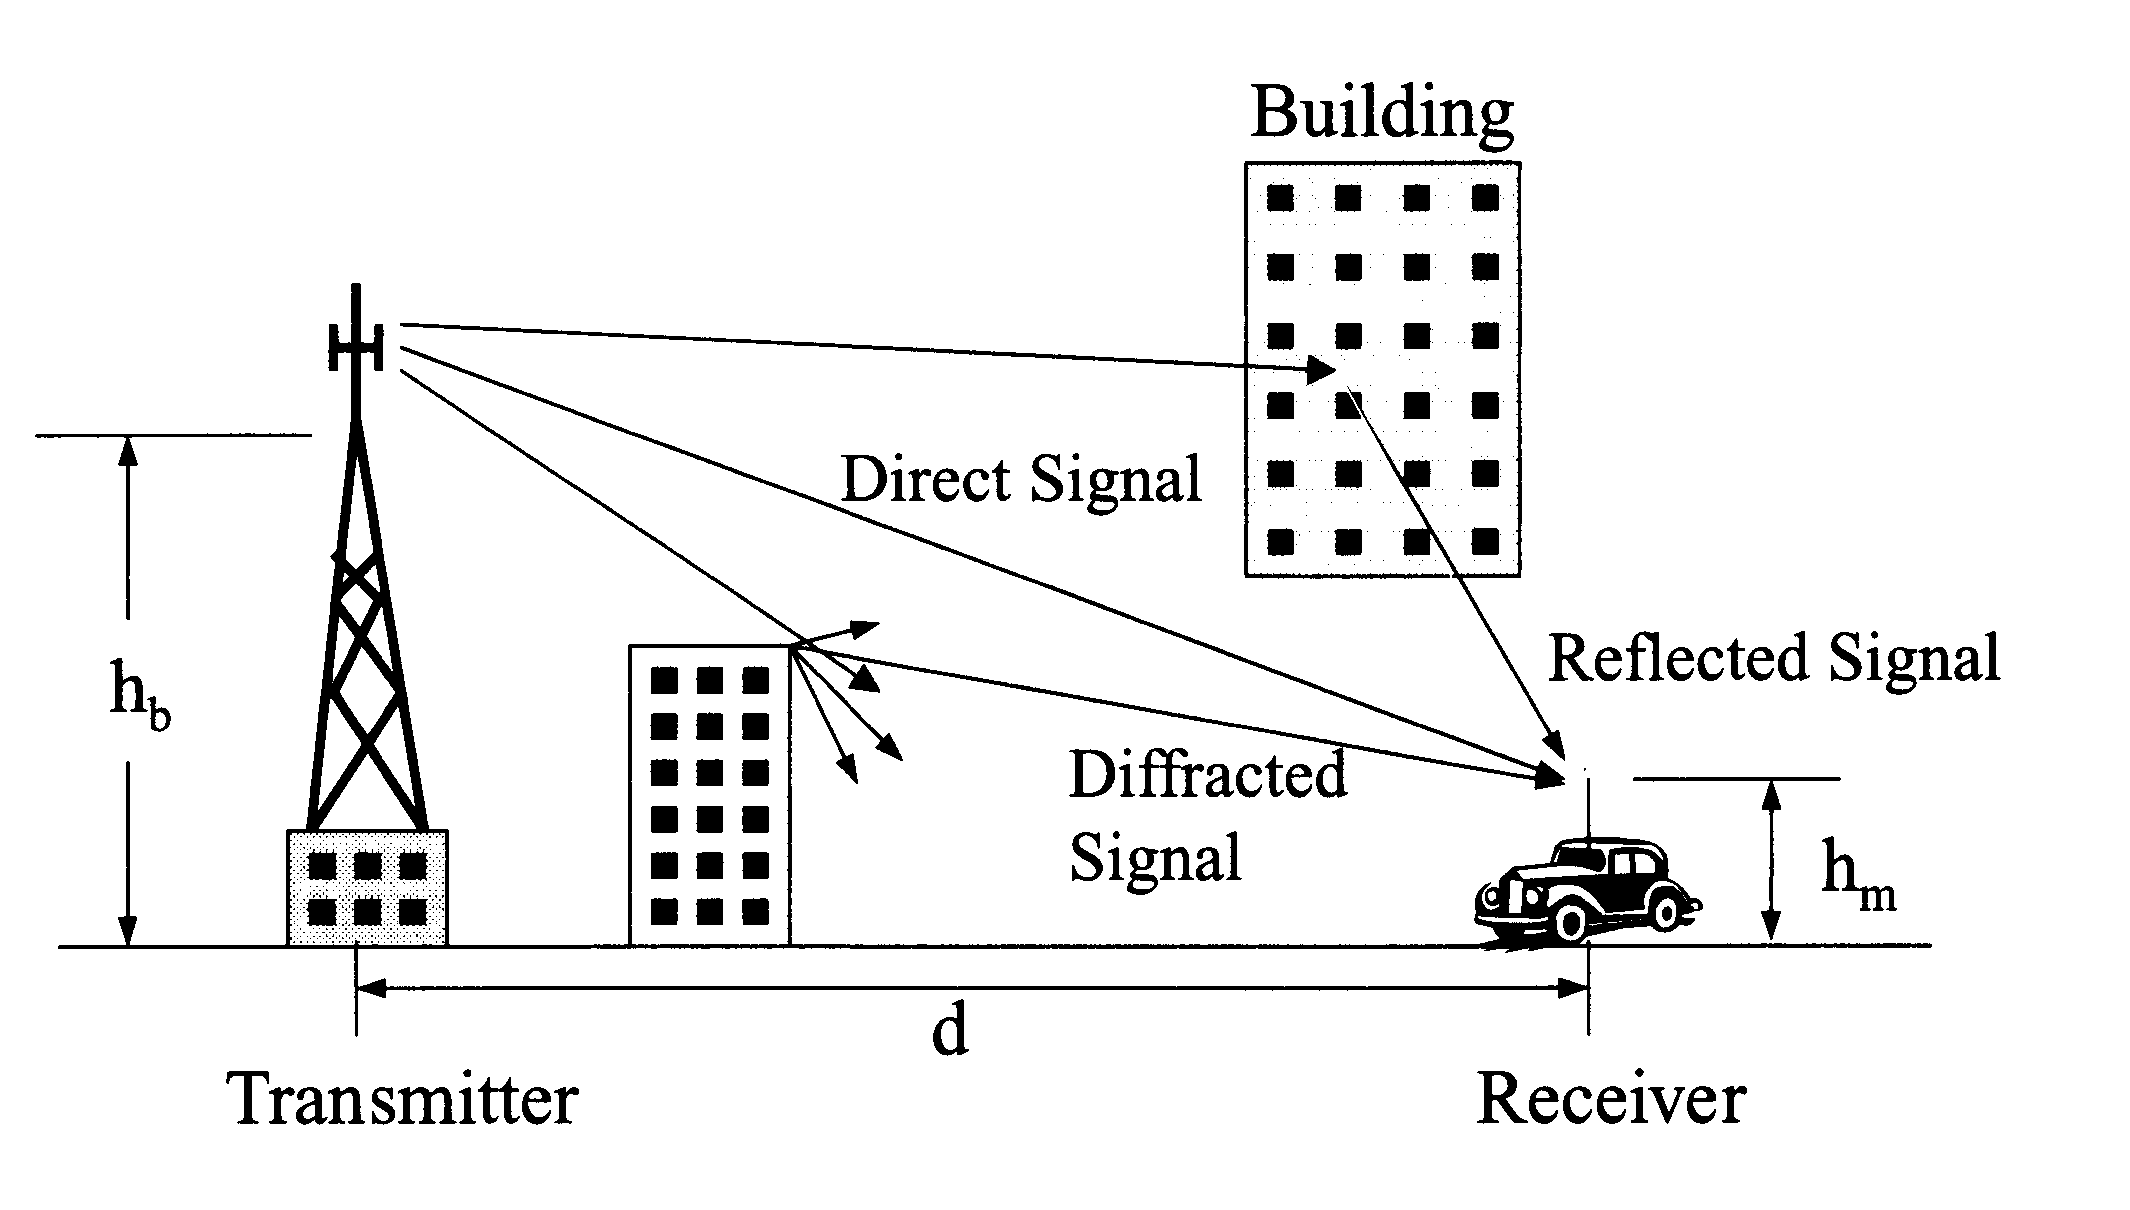 Building
Direct Signal
h_b
Reflected Signal
Diffracted
Signal
h_m
d
Transmitter
Receiver